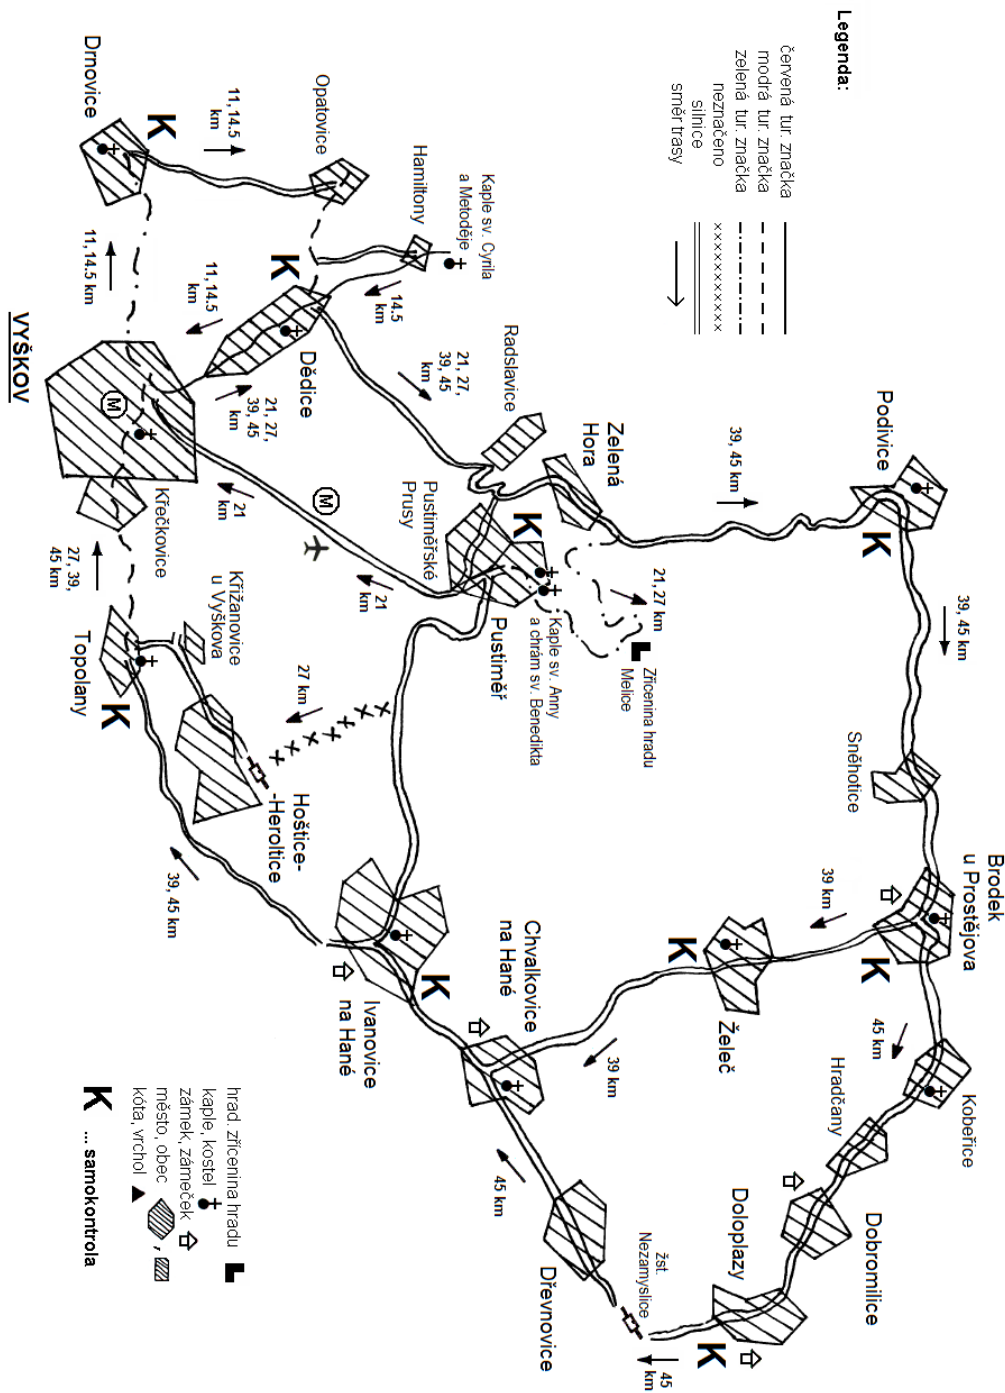 Legenda:
červená tur. značka
modrá tur. značka
zelená tur. značka
neznačeno
silnice
směr trasy
Drnovice
K
11,14.5
km
Opatovice
Hamiltony
Kaple sv. Cyrila
a Metoděje
K
14.5
km
11,14.5
km
11,14.5 km
VYŠKOV
M
Dědice
21, 27,
39, 45
km
21, 27,
39, 45
km
Radslavice
Zelená
Hora
K
Pustiměřské
Prusy
M
21
km
21
km
Pustiměř
Kaple sv. Anny
a chrám sv. Benedikta
Zřícenina hradu
Melice
21, 27 km
39, 45 km
Podivice
K
39, 45 km
Sněhotice
Brodek
u Prostějova
K
39 km
45 km
Želeč
K
39 km
Kobeřice
Hradčany
Dobromilice
Doloplazy
K
45
km
žst.
Nezamyslice
Dřevnovice
45 km
Chvalkovice
na Hané
Ivanovice
na Hané
K
39, 45 km
Hoštice-
-Heroltice
27 km
Křižanovice
u Vyškova
Topolany
K
27, 39,
45 km
Křečkovice
hrad, zřícenina hradu
kaple, kostel
zámek, zámeček
město, obec ,
kóta, vrchol
K ... samokontrola